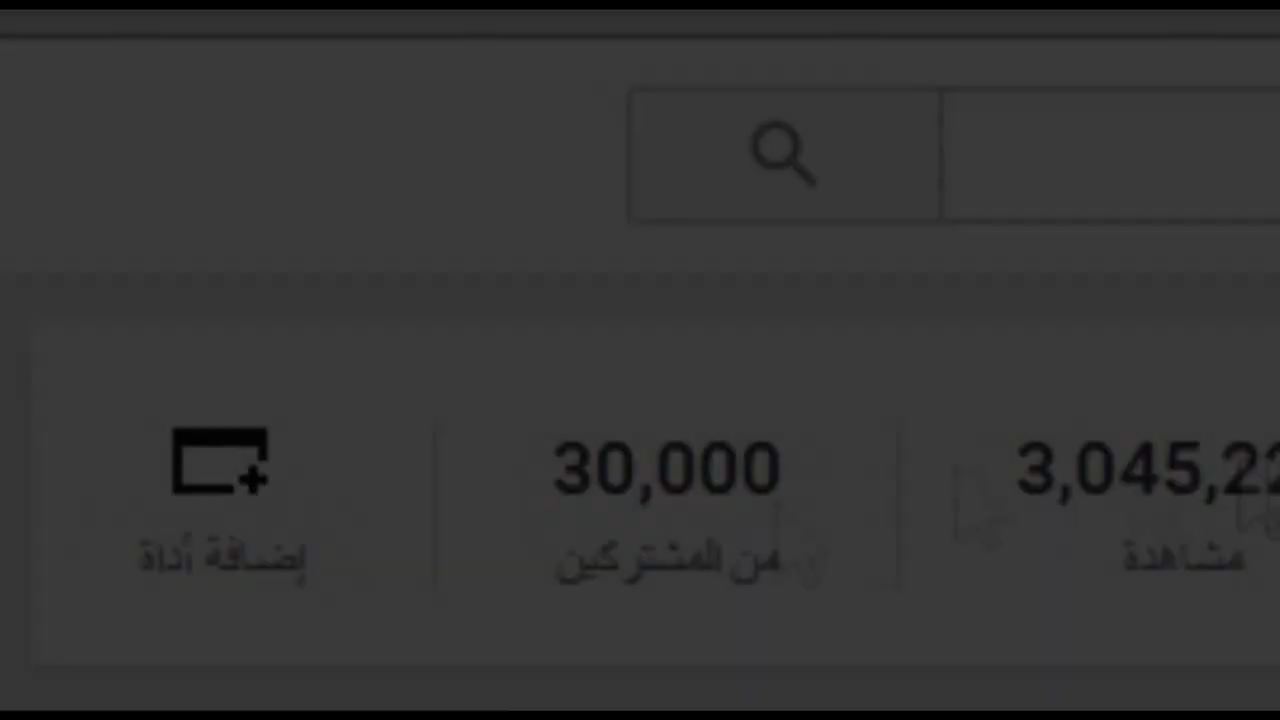 3,045,22
30,000
مشاهدة
من المشتركين
إضافة أداة